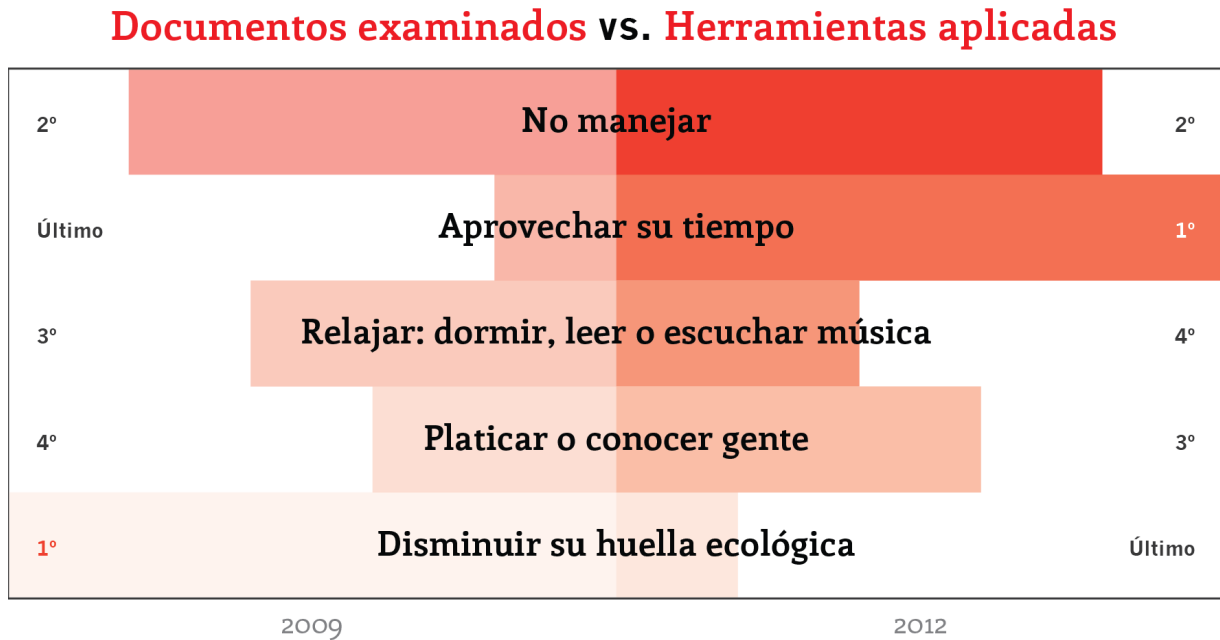 Documentos examinados vs. Herramientas aplicadas
2º No manejar 2º
Último Aprovechar su tiempo 1º
3º Relajar: dormir, leer o escuchar música 4º
4º Platicar o conocer gente 3º
1º Disminuir su huella ecológica Último
2009 2012